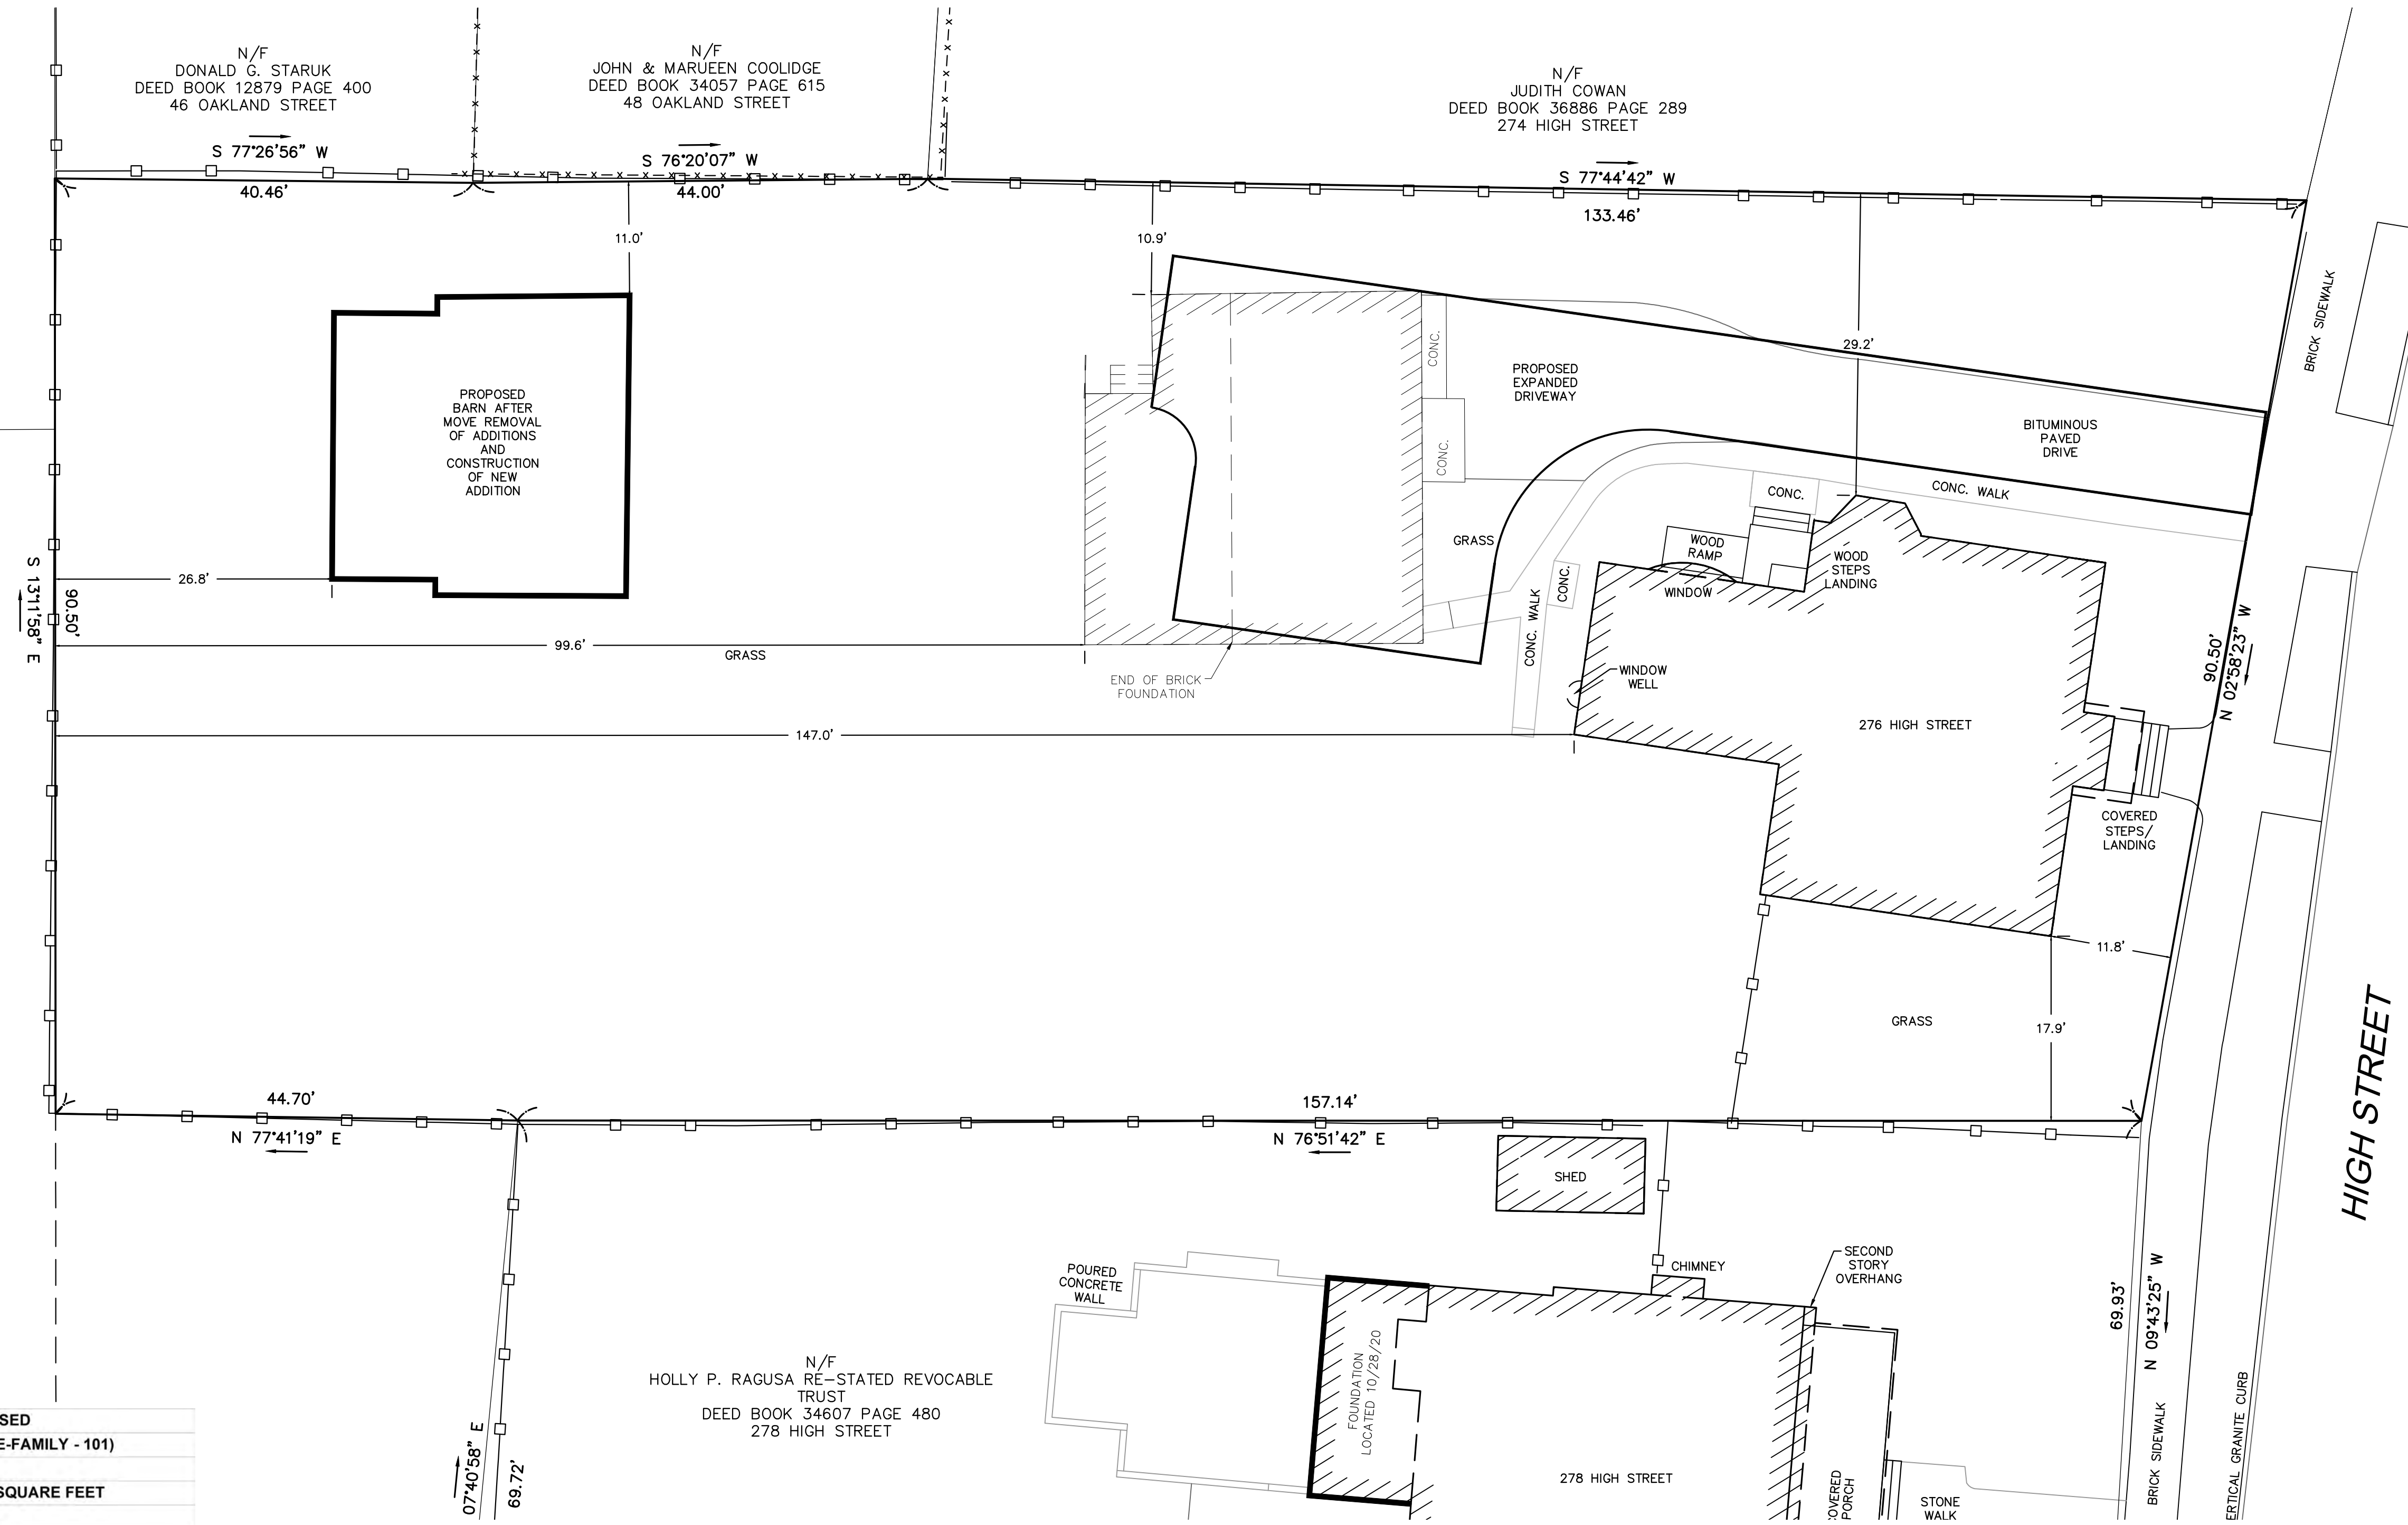 N/F
DONALD G. STARUK
DEED BOOK 12879 PAGE 400
46 OAKLAND STREET
N/F
JOHN & MARUEEN COOLIDGE
DEED BOOK 34057 PAGE 615
48 OAKLAND STREET
N/F
JUDITH COWAN
DEED BOOK 36886 PAGE 289
274 HIGH STREET
S 77°26'56" W
40.46'
S 76°20'07" W
44.00'
S 77°44'42" W
133.46'
11.0'
10.9'
29.2'
BRICK SIDEWALK
PROPOSED
BARN AFTER
MOVE REMOVAL
OF ADDITIONS
AND
CONSTRUCTION
OF NEW
ADDITION
CONC.
CONC.
PROPOSED
EXPANDED
DRIVEWAY
BITUMINOUS
PAVED
DRIVE
CONC. WALK
CONC.
GRASS
WOOD
RAMP
WOOD
STEPS
LANDING
WINDOW
CONC.
CONC. WALK
26.8'
S 13°11'58" E
90.50'
99.6'
GRASS
END OF BRICK
FOUNDATION
WINDOW
WELL
147.0'
276 HIGH STREET
90.50'
N 02°58'23" W
COVERED
STEPS/
LANDING
11.8'
GRASS
17.9'
HIGH STREET
44.70'
N 77°41'19" E
157.14'
N 76°51'42" E
SHED
POURED
CONCRETE
WALL
CHIMNEY
SECOND
STORY
OVERHANG
69.93'
N 09°43'25" W
N/F
HOLLY P. RAGUSA RE-STATED REVOCABLE
TRUST
DEED BOOK 34607 PAGE 480
278 HIGH STREET
FOUNDATION
LOCATED 10/28/20
278 HIGH STREET
COVERED
PORCH
STONE
WALK
BRICK SIDEWALK
ERTICAL GRANITE CURB
07°40'58" E
69.72'
SED
E-FAMILY - 101)
SQUARE FEET